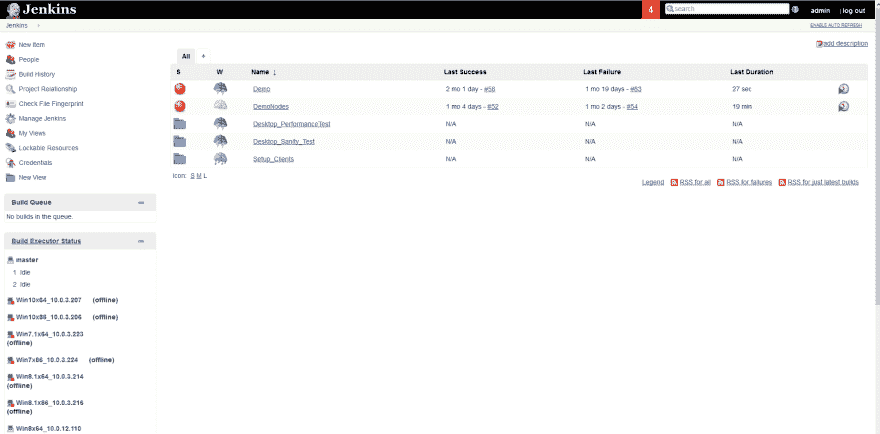 Jenkins
4
search
admin
| log out
Jenkins
ENABLE AUTO REFRESH
New Item
People
Build History
Project Relationship
Check File Fingerprint
Manage Jenkins
My Views
Lockable Resources
Credentials
New View
Build Queue
No builds in the queue.
Build Executor Status
master
1 Idle
2 Idle
Win10x64_10.0.3.207 (offline)
Win10x86_10.0.3.206 (offline)
Win7.1x64_10.0.3.223
(offline)
Win7x86_10.0.3.224 (offline)
Win8.1x64_10.0.3.214
(offline)
Win8.1x86_10.0.3.216
(offline)
Win8x64_10.0.12.110
add description
All +
S W Name ↓ Last Success Last Failure Last Duration
Demo 2 mo 1 day - #58 1 mo 19 days - #63 27 sec
DemoNodes 1 mo 4 days - #52 1 mo 2 days - #54 19 min
Desktop_PerformanceTest N/A N/A N/A
Desktop_Sanity_Test N/A N/A N/A
Setup_Clients N/A N/A N/A
Icon: S M L
Legend RSS for all RSS for failures RSS for just latest builds